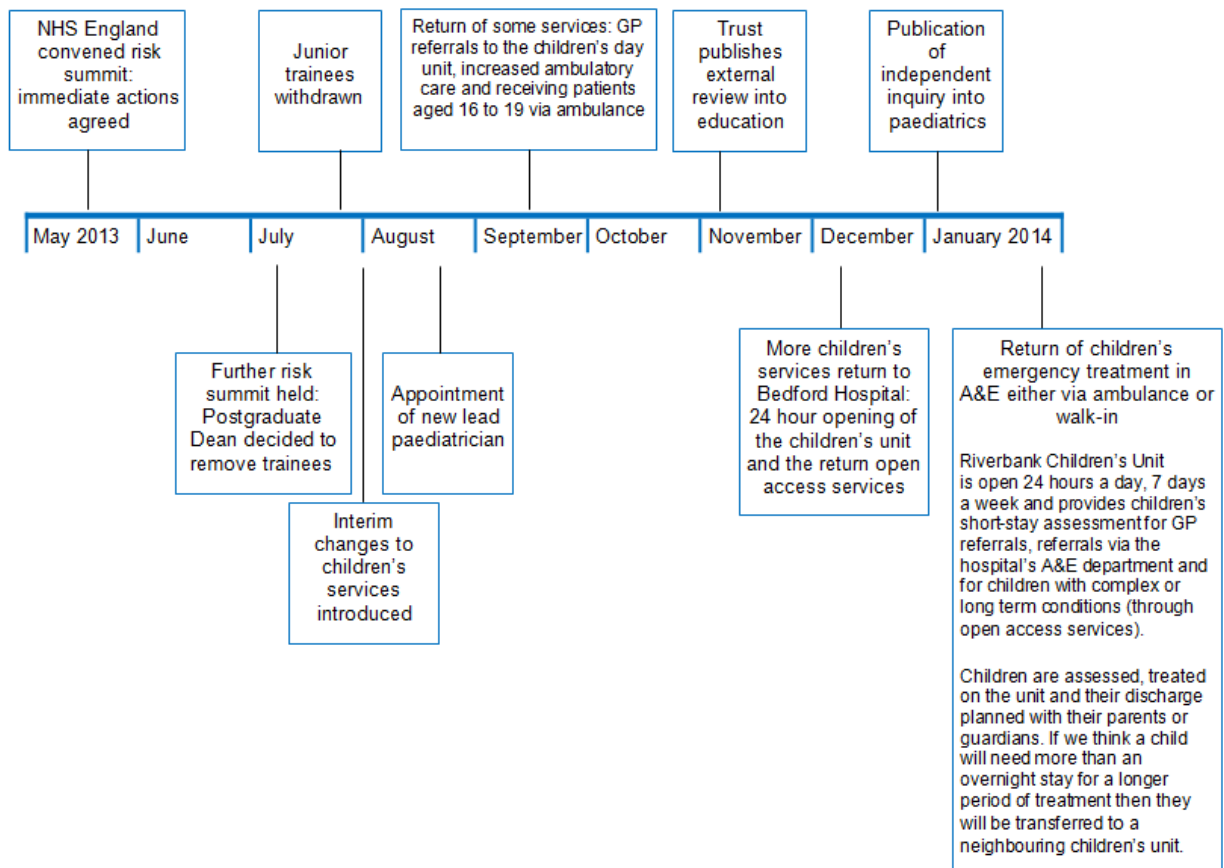 NHS England
convened risk
summit:
immediate actions
agreed
Junior
trainees
withdrawn
Return of some services: GP
referrals to the children's day
unit, increased ambulatory
care and receiving patients
aged 16 to 19 via ambulance
Trust
publishes
external
review into
education
Publication
of
independent
inquiry into
paediatrics
May 2013
June
July
August
September
October
November
December
January 2014
Further risk
summit held:
Postgraduate
Dean decided to
remove trainees
Interim
changes to
children's
services
introduced
Appointment
of new lead
paediatrician
More children's
services return to
Bedford Hospital:
24 hour opening of
the children's unit
and the return open
access services
Return of children's
emergency treatment in
A&E either via ambulance or
walk-in
Riverbank Children's Unit
is open 24 hours a day, 7 days
a week and provides children's
short-stay assessment for GP
referrals, referrals via the
hospital's A&E department and
for children with complex or
long term conditions (through
open access services).
Children are assessed, treated
on the unit and their discharge
planned with their parents or
guardians. If we think a child
will need more than an
overnight stay for a longer
period of treatment then they
will be transferred to a
neighbouring children's unit.